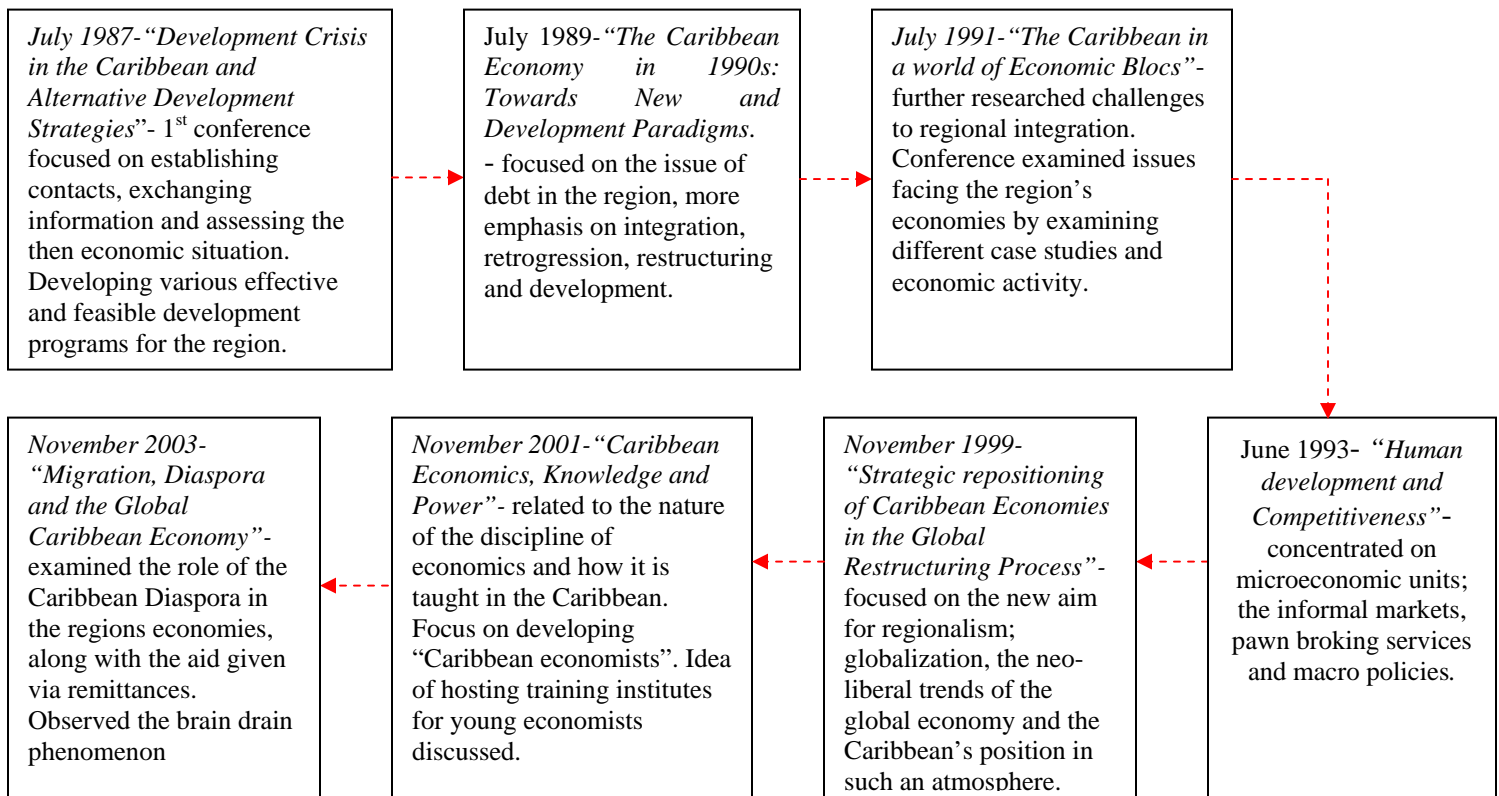 July 1987-“Development Crisis
in the Caribbean and
Alternative Development
Strategies”- 1st conference
focused on establishing
contacts, exchanging
information and assessing the
then economic situation.
Developing various effective
and feasible development
programs for the region.
July 1989-“The Caribbean
Economy in 1990s:
Towards New and
Development Paradigms.
- focused on the issue of
debt in the region, more
emphasis on integration,
retrogression, restructuring
and development.
July 1991-“The Caribbean in
a world of Economic Blocs”-
further researched challenges
to regional integration.
Conference examined issues
facing the region’s
economies by examining
different case studies and
economic activity.
June 1993- “Human
development and
Competitiveness”-
concentrated on
microeconomic units;
the informal markets,
pawn broking services
and macro policies.
November 1999-
“Strategic repositioning
of Caribbean Economies
in the Global
Restructuring Process”-
focused on the new aim
for regionalism;
globalization, the neo-
liberal trends of the
global economy and the
Caribbean’s position in
such an atmosphere.
November 2001-“Caribbean
Economics, Knowledge and
Power”- related to the nature
of the discipline of
economics and how it is
taught in the Caribbean.
Focus on developing
“Caribbean economists”. Idea
of hosting training institutes
for young economists
discussed.
November 2003-
“Migration, Diaspora
and the Global
Caribbean Economy”-
examined the role of the
Caribbean Diaspora in
the regions economies,
along with the aid given
via remittances.
Observed the brain drain
phenomenon